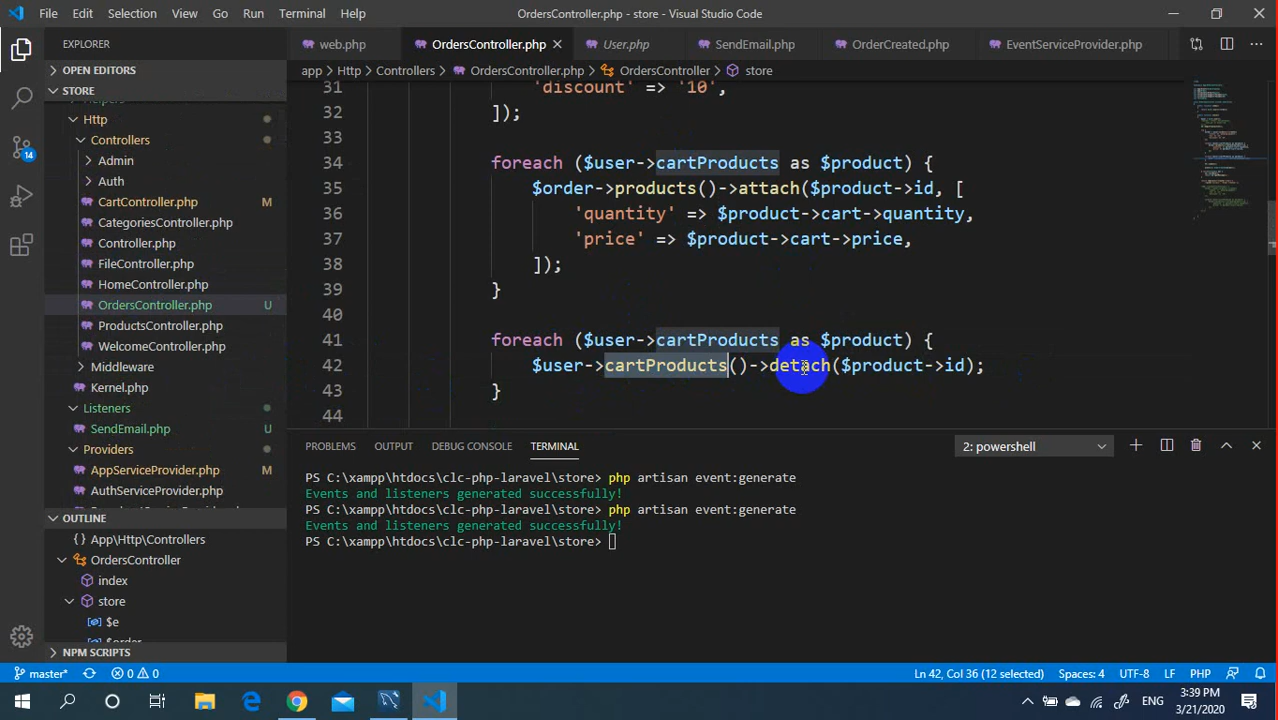 File Edit Selection View Go Run Terminal Help OrdersController.php - store - Visual Studio Code
EXPLORER
web.php OrdersController.php User.php SendEmail.php OrderCreated.php EventServiceProvider.php
OPEN EDITORS
app > Http > Controllers > OrdersController.php > OrdersController > store
STORE
Http
Controllers
Admin
Auth
CartController.php M
CategoriesController.php
Controller.php
FileController.php
HomeController.php
OrdersController.php U
ProductsController.php
WelcomeController.php
Middleware
Kernel.php
Listeners
SendEmail.php U
Providers
AppServiceProvider.php M
AuthServiceProvider.php
OUTLINE
{} App\Http\Controllers
OrdersController
index
store
$e
$order
NPM SCRIPTS
31 'discount' => '10',
32 ]);
33
34 foreach ($user->cartProducts as $product) {
35 $order->products()->attach($product->id, [
36 'quantity' => $product->cart->quantity,
37 'price' => $product->cart->price,
38 ]);
39 }
40
41 foreach ($user->cartProducts as $product) {
42 $user->cartProducts()->detach($product->id);
43 }
44
PROBLEMS OUTPUT DEBUG CONSOLE TERMINAL 2: powershell
PS C:\xampp\htdocs\clc-php-laravel\store> php artisan event:generate
Events and listeners generated successfully!
PS C:\xampp\htdocs\clc-php-laravel\store> php artisan event:generate
Events and listeners generated successfully!
PS C:\xampp\htdocs\clc-php-laravel\store>
14
master* 0 0 Ln 42, Col 36 (12 selected) Spaces: 4 UTF-8 LF PHP
ENG 3:39 PM
3/21/2020